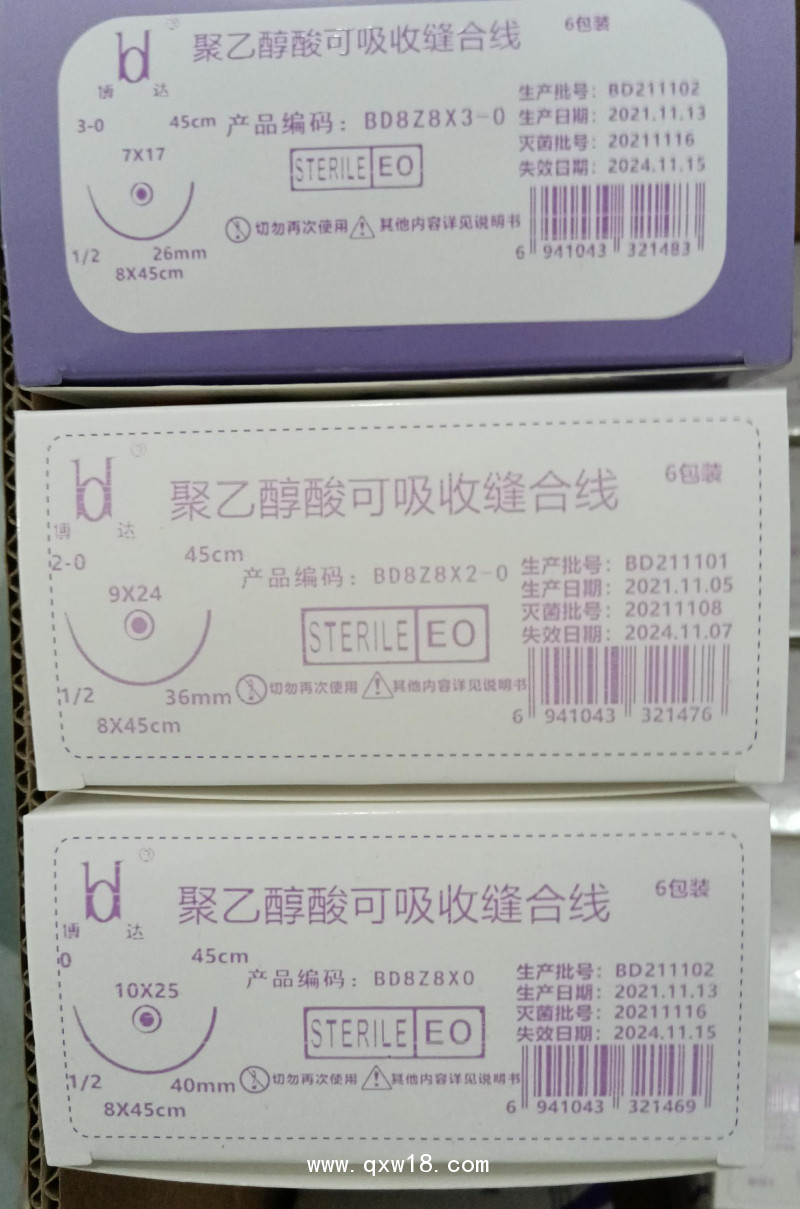 聚乙醇酸可吸收缝合线
6包装
博 达
3-0
45cm
7X17
1/2
26mm
8X45cm
产品编码：BD8Z8X3-0
STERILE EO
切勿再次使用
其他内容详见说明书
生产批号：BD211102
生产日期：2021.11.13
灭菌批号：20211116
失效日期：2024.11.15
6 941043 321483
聚乙醇酸可吸收缝合线
6包装
博 达
2-0
45cm
9X24
1/2
36mm
8X45cm
产品编码：BD8Z8X2-0
STERILE EO
切勿再次使用
其他内容详见说明书
生产批号：BD211101
生产日期：2021.11.05
灭菌批号：20211108
失效日期：2024.11.07
6 941043 321476
聚乙醇酸可吸收缝合线
6包装
博 达
0
45cm
10X25
1/2
40mm
8X45cm
产品编码：BD8Z8X0
STERILE EO
切勿再次使用
其他内容详见说明书
生产批号：BD211102
生产日期：2021.11.13
灭菌批号：20211116
失效日期：2024.11.15
6 941043 321469
www.qxw18.com